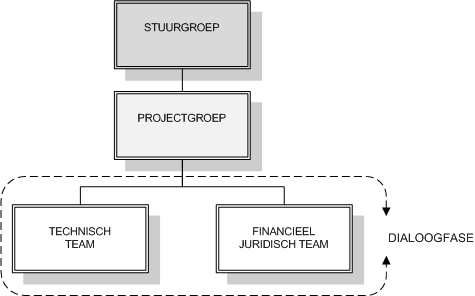 STUURGROEP
PROJECTGROEP
TECHNISCH
TEAM
FINANCIEEL
JURIDISCH TEAM
DIALOOGFASE